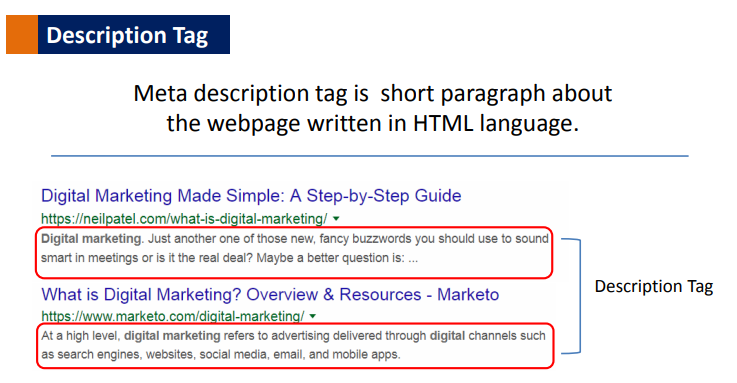 Description Tag
Meta description tag is short paragraph about
the webpage written in HTML language.
Digital Marketing Made Simple: A Step-by-Step Guide
https://neilpatel.com/what-is-digital-marketing/
Digital marketing. Just another one of those new, fancy buzzwords you should use to sound
smart in meetings or is it the real deal? Maybe a better question is: ...
What is Digital Marketing? Overview & Resources - Marketo
https://www.marketo.com/digital-marketing/
At a high level, digital marketing refers to advertising delivered through digital channels such
as search engines, websites, social media, email, and mobile apps.
Description Tag